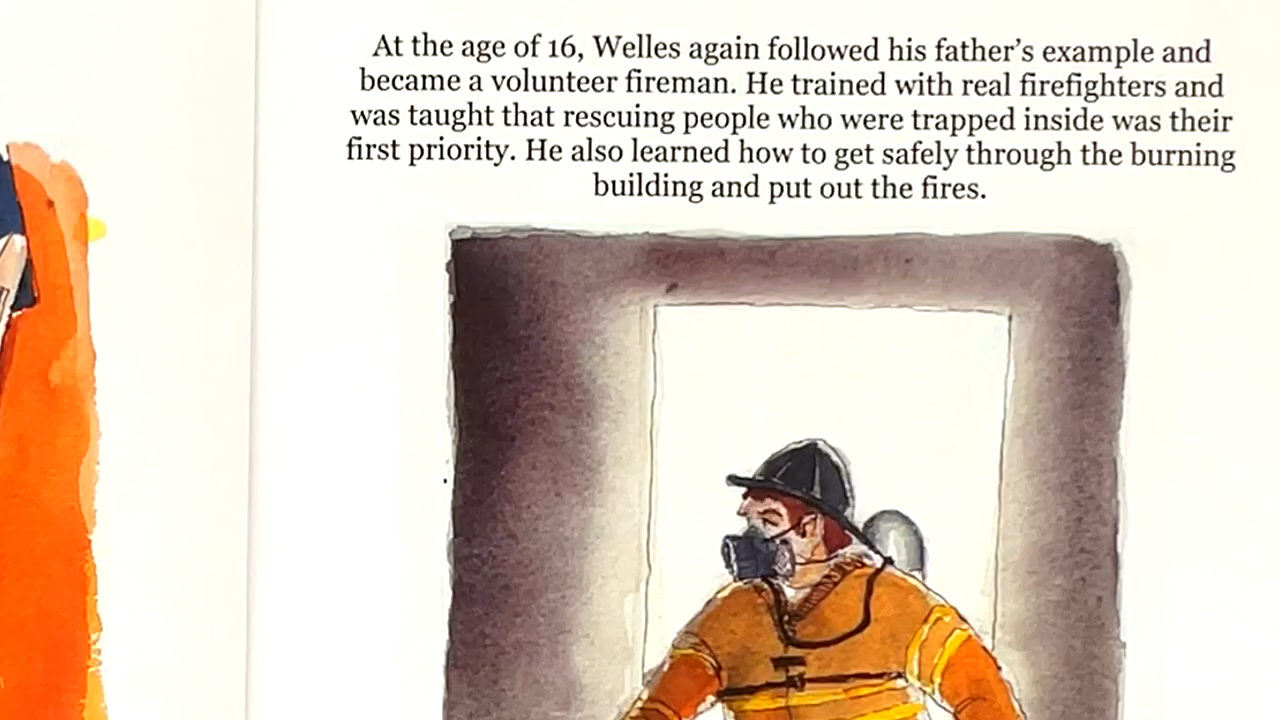 At the age of 16, Welles again followed his father’s example and
became a volunteer fireman. He trained with real firefighters and
was taught that rescuing people who were trapped inside was their
first priority. He also learned how to get safely through the burning
building and put out the fires.